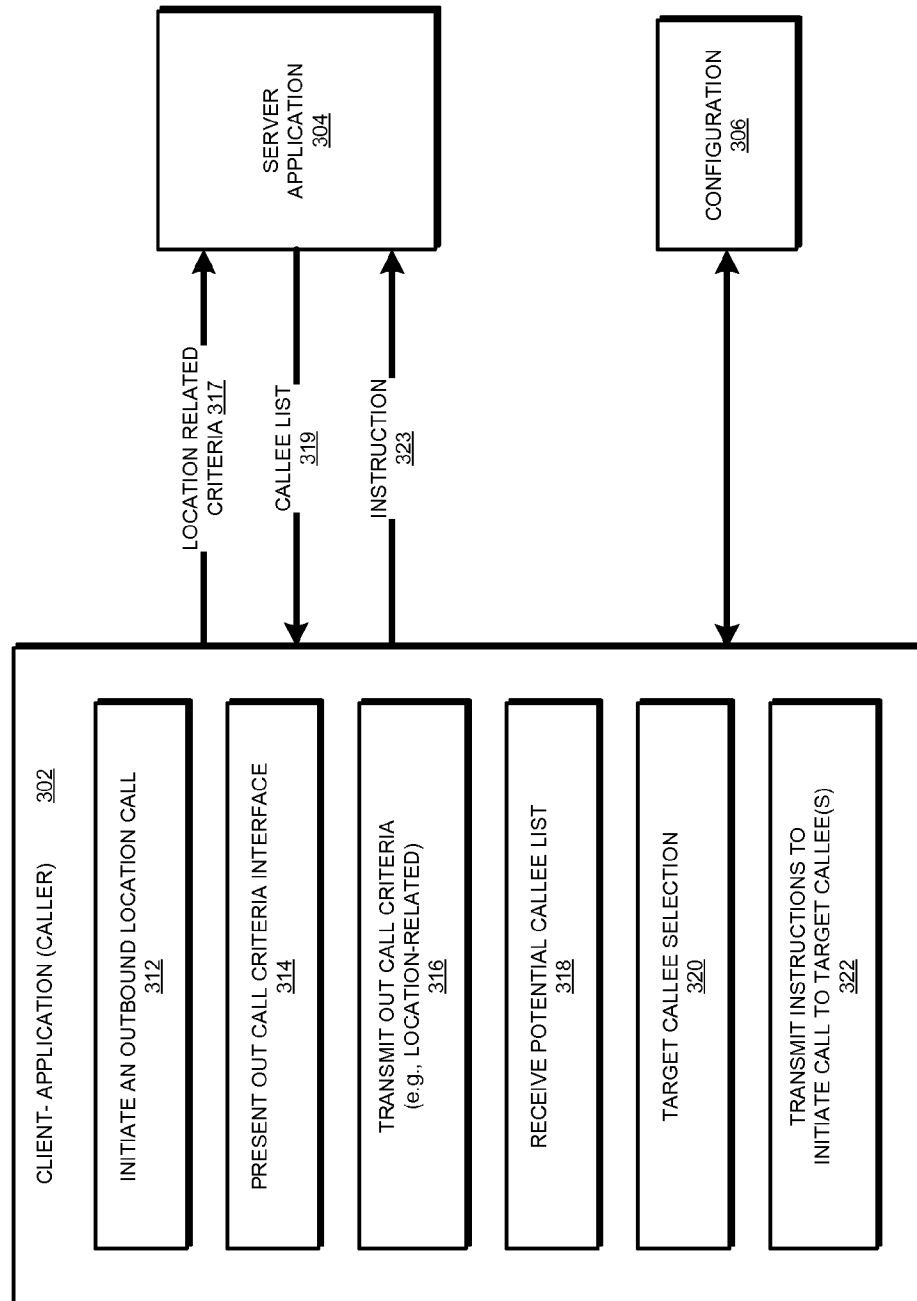 CLIENT- APPLICATION (CALLER) 302
INITIATE AN OUTBOUND LOCATION CALL
312
PRESENT OUT CALL CRITERIA INTERFACE
314
TRANSMIT OUT CALL CRITERIA
(e.g., LOCATION-RELATED)
316
RECEIVE POTENTIAL CALLEE LIST
318
TARGET CALLEE SELECTION
320
TRANSMIT INSTRUCTIONS TO
INITIATE CALL TO TARGET CALLEE(S)
322
LOCATION RELATED
CRITERIA 317
CALLEE LIST
319
INSTRUCTION
323
SERVER
APPLICATION
304
CONFIGURATION
306